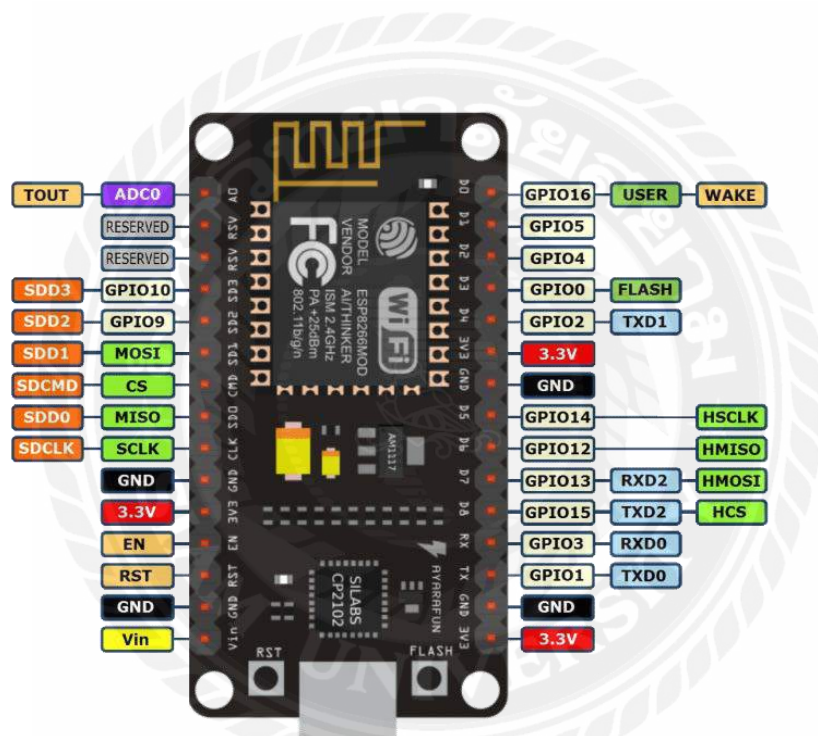 TOUT ADC0 A0 D0 GPIO16 USER WAKE
RESERVED RSV D1 GPIO5
RESERVED RSV D2 GPIO4
SDD3 GPIO10 SD3 D3 GPIO0 FLASH
SDD2 GPIO9 SD2 D4 GPIO2 TXD1
SDD1 MOSI SD1 3V3 3.3V
SDCMD CS CMD GND GND
SDD0 MISO SD0 D5 GPIO14 HSCLK
SDCLK SCLK CLK D6 GPIO12 HMISO
GND GND D7 GPIO13 RXD2 HMOSI
3.3V 3V3 D8 GPIO15 TXD2 HCS
EN EN RX GPIO3 RXD0
RST RST TX GPIO1 TXD0
GND GND GND GND
Vin Vin 3V3 3.3V
MODEL ESP8266MOD
VENDOR AI/THINKER
ISM 2.4GHz
PA +25dBm
802.11b/g/n
FC
WiFi
AM1117
SILABS
CP2102
AYARAFUN
RST
FLASH